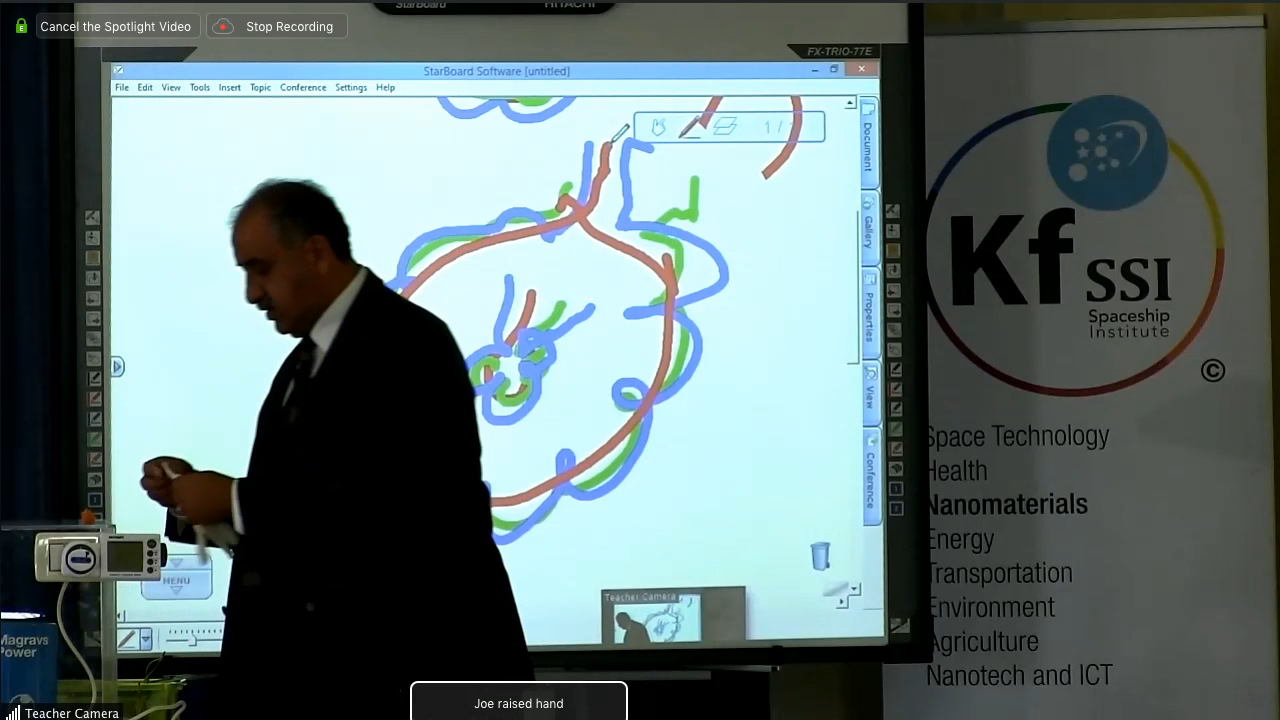 StarBoard
HITACHI
Cancel the Spotlight Video
Stop Recording
FX-TRIO-77E
StarBoard Software [untitled]
File Edit View Tools Insert Topic Conference Settings Help
1 /
Document
Gallery
Properties
View
Conference
MENU
Teacher Camera
Kf SSI
Spaceship
Institute
©
Space Technology
Health
Nanomaterials
Energy
Transportation
Environment
Agriculture
Nanotech and ICT
Magravs
Power
Joe raised hand
Teacher Camera